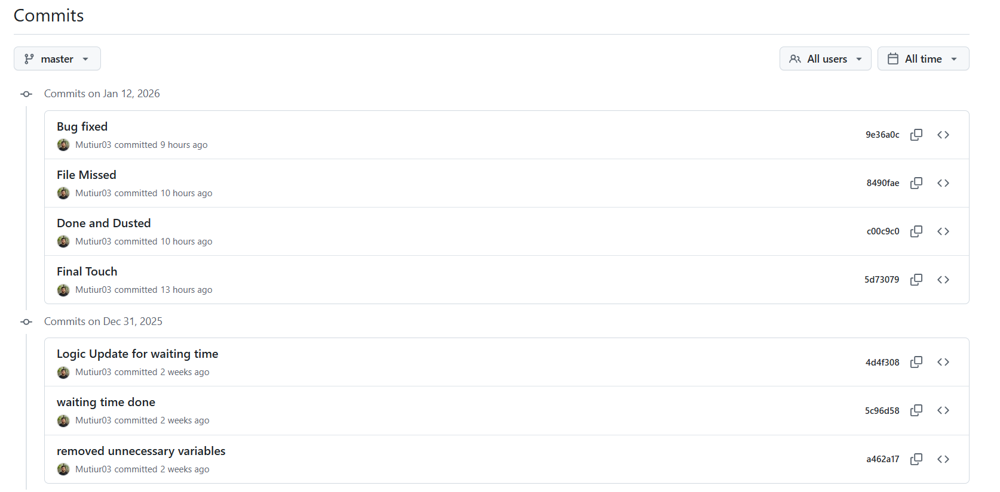 Commits
master
All users
All time
Commits on Jan 12, 2026
Bug fixed
Mutiur03 committed 9 hours ago
9e36a0c
File Missed
Mutiur03 committed 10 hours ago
8490fae
Done and Dusted
Mutiur03 committed 10 hours ago
c00c9c0
Final Touch
Mutiur03 committed 13 hours ago
5d73079
Commits on Dec 31, 2025
Logic Update for waiting time
Mutiur03 committed 2 weeks ago
4d4f308
waiting time done
Mutiur03 committed 2 weeks ago
5c96d58
removed unnecessary variables
Mutiur03 committed 2 weeks ago
a462a17